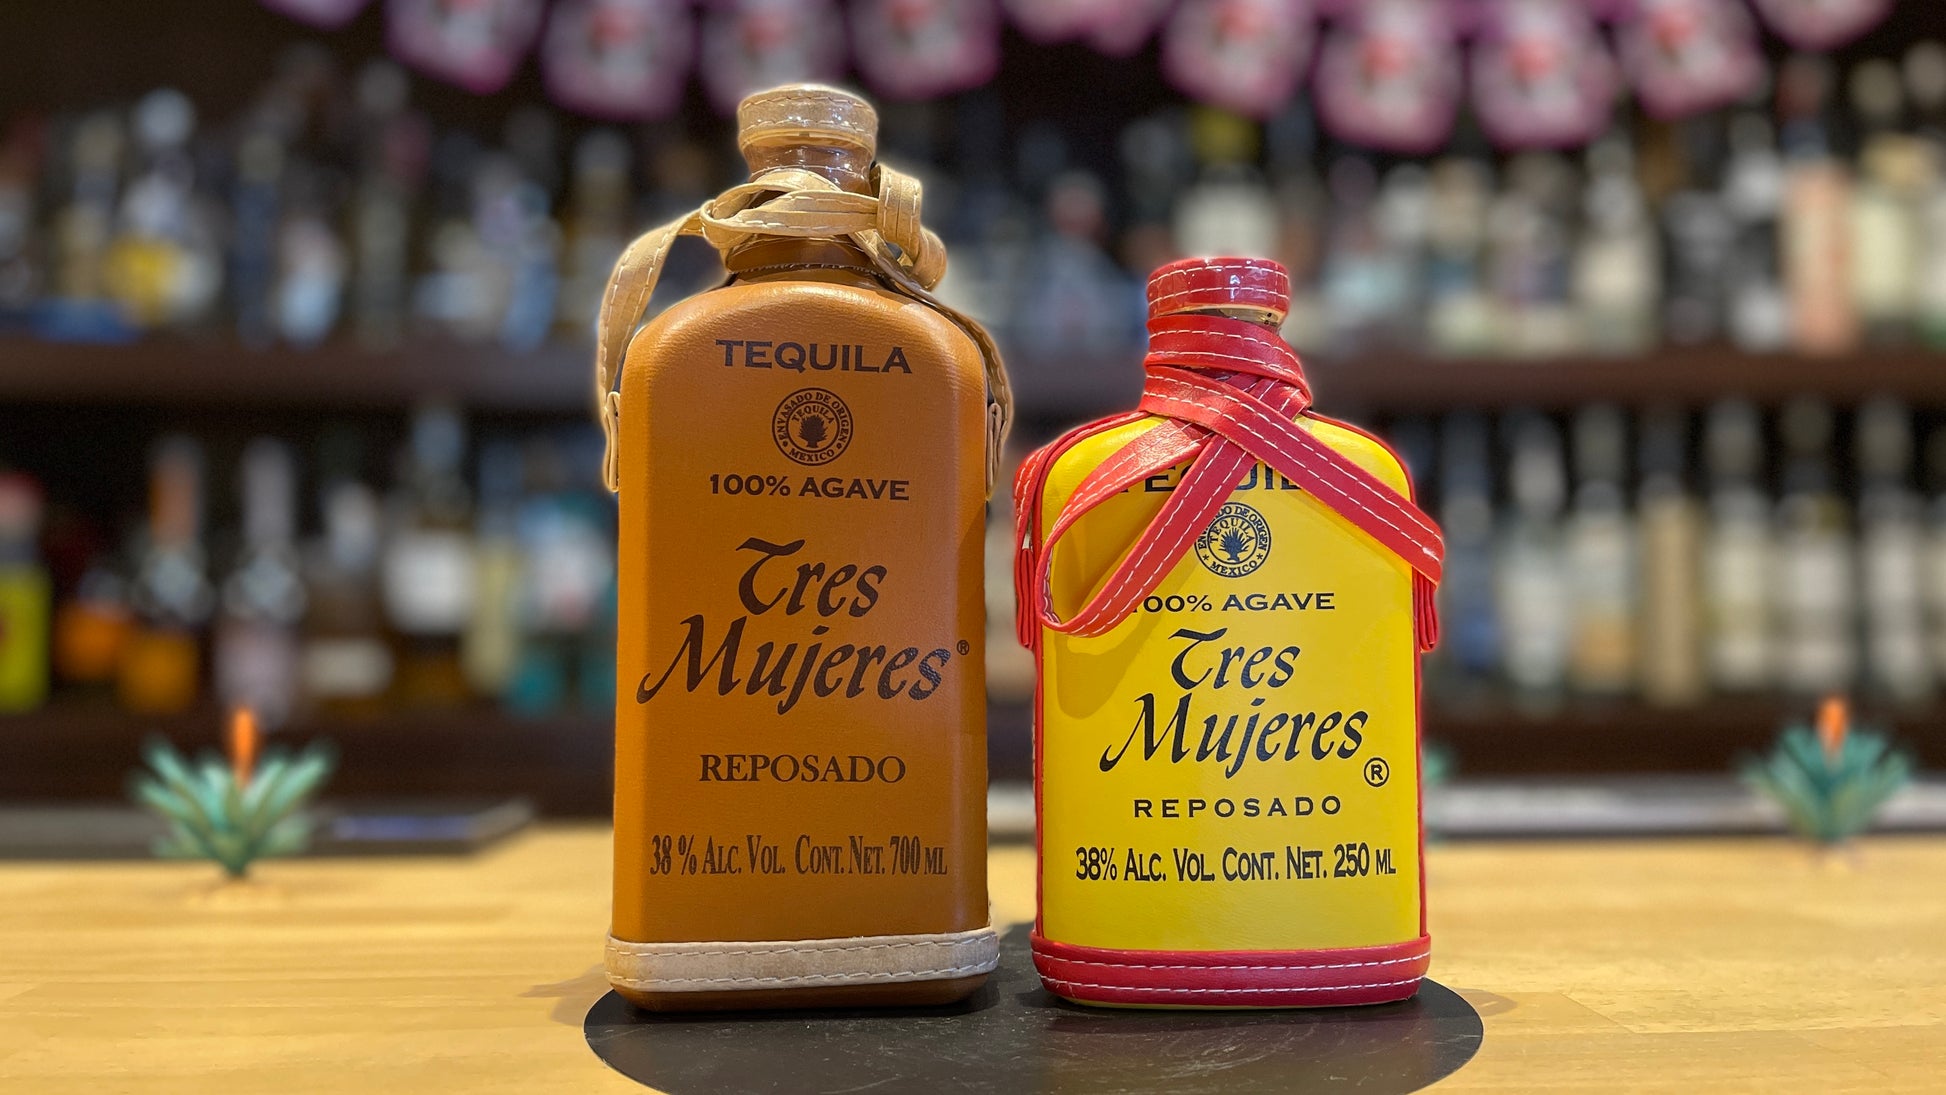 TEQUILA
ENVASADO DE ORIGEN
TEQUILA
MEXICO
100% AGAVE
Tres
Mujeres®
REPOSADO
38 % ALC. VOL. CONT. NET. 700 ML
TEQUILA
ENVASADO DE ORIGEN
TEQUILA
MEXICO
100% AGAVE
Tres
Mujeres®
REPOSADO
38% ALC. VOL. CONT. NET. 250 ML